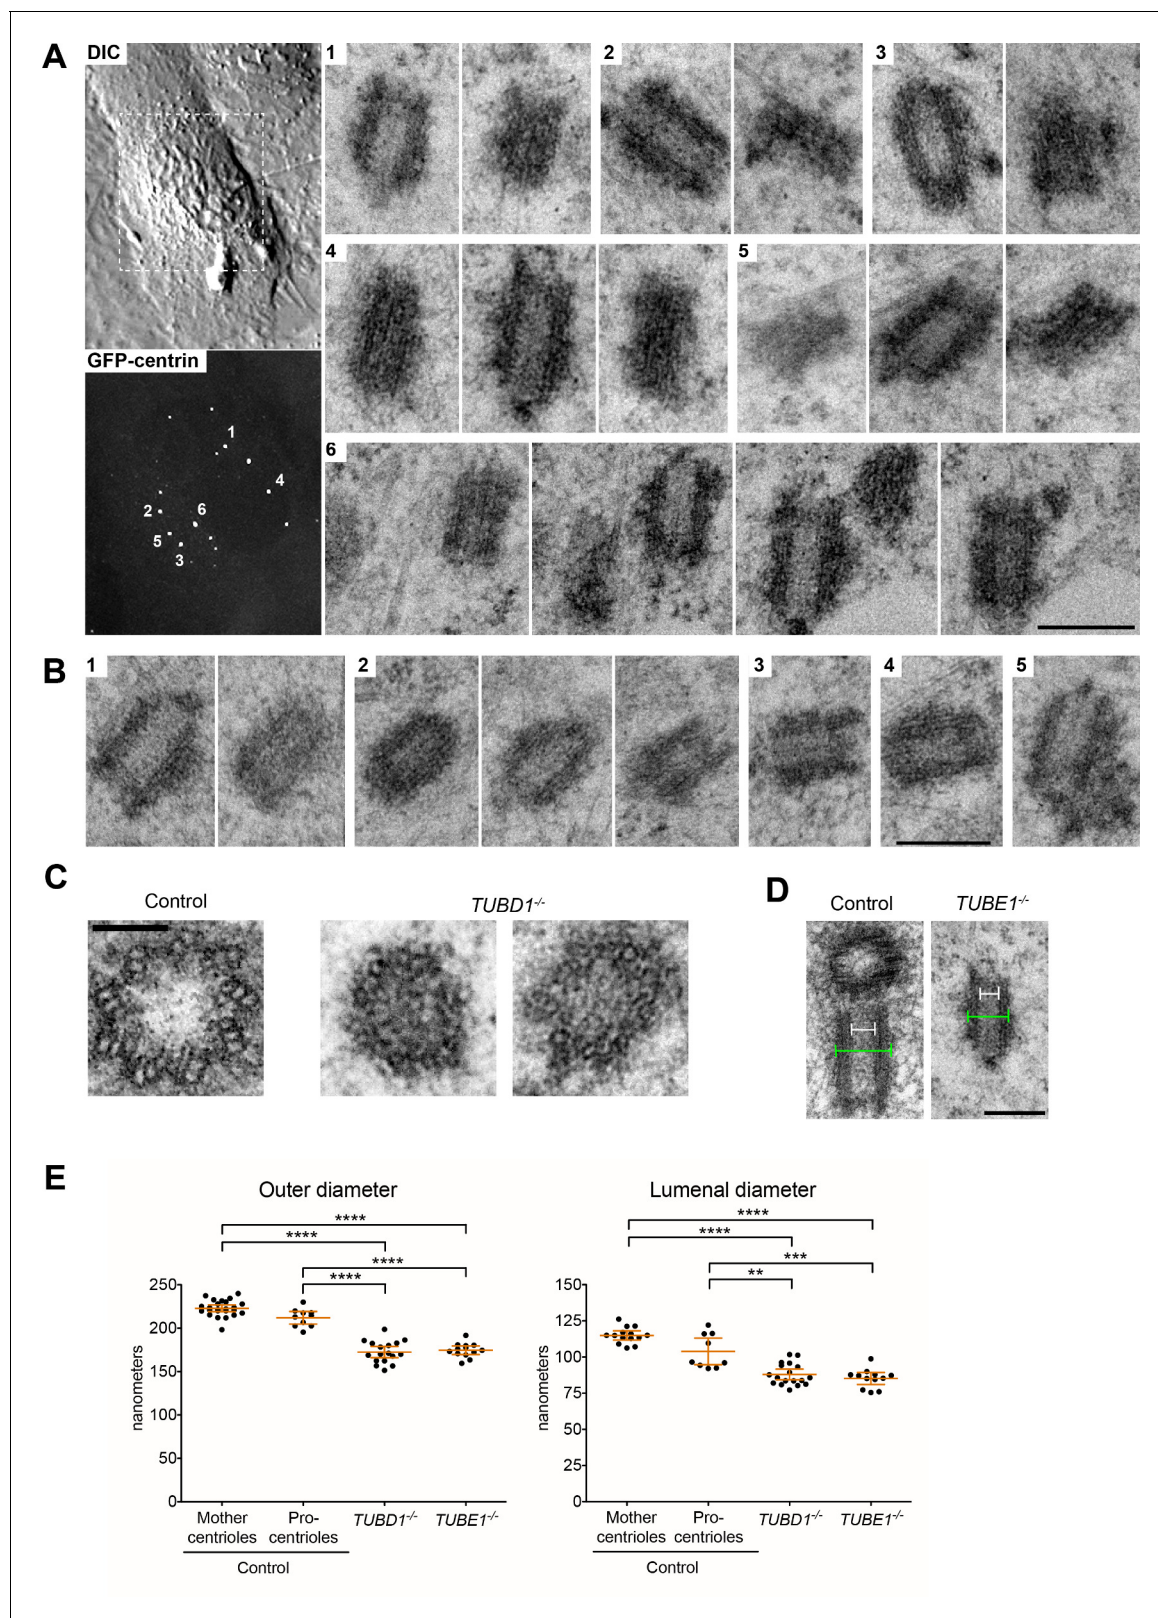 A
DIC
1
2
3
4
5
GFP-centrin
1
4
2
6
5
3
6
B
1
2
3
4
5
C
Control
TUBD1-/-
D
Control
TUBE1-/-
E
Outer diameter
Lumenal diameter
****
****
****
****
****
****
***
**
nanometers
250
200
150
100
50
0
Mother centrioles
Pro-centrioles
TUBD1-/-
TUBE1-/-
Control
nanometers
150
125
100
75
50
25
0
Mother centrioles
Pro-centrioles
TUBD1-/-
TUBE1-/-
Control